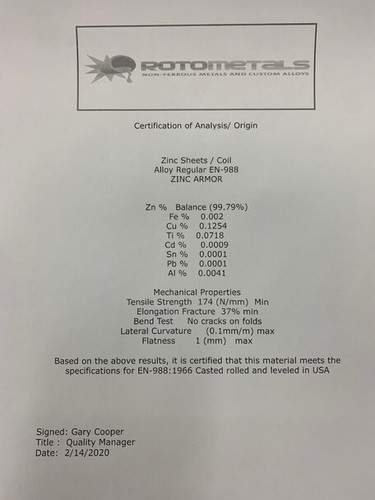 ROTOMETALS
NON-FERROUS METALS AND CUSTOM ALLOYS
Certification of Analysis/ Origin
Zinc Sheets / Coil
Alloy Regular EN-988
ZINC ARMOR
Zn % Balance (99.79%)
Fe % 0.002
Cu % 0.1254
Ti % 0.0718
Cd % 0.0009
Sn % 0.0001
Pb % 0.0001
Al % 0.0041
Mechanical Properties
Tensile Strength 174 (N/mm) Min
Elongation Fracture 37% min
Bend Test No cracks on folds
Lateral Curvature (0.1mm/m) max
Flatness 1 (mm) max
Based on the above results, it is certified that this material meets the
specifications for EN-988:1966 Casted rolled and leveled in USA
Signed: Gary Cooper
Title : Quality Manager
Date: 2/14/2020